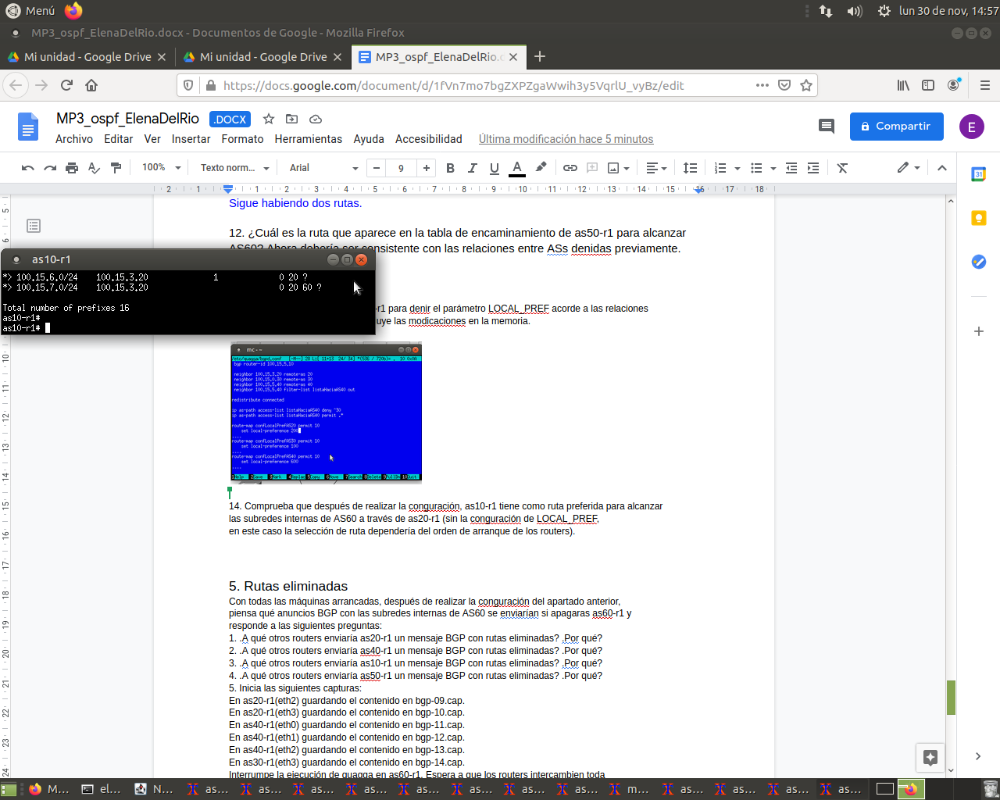 Menú
lun 30 de nov, 14:57
MP3_ospf_ElenaDelRio.docx - Documentos de Google - Mozilla Firefox
Mi unidad - Google Drive
Mi unidad - Google Drive
MP3_ospf_ElenaDelRio.d
https://docs.google.com/document/d/1fVn7mo7bgZXPZgaWwih3y5VqrlU_vyBz/edit
MP3_ospf_ElenaDelRio
.DOCX
Compartir
E
Archivo Editar Ver Insertar Formato Herramientas Ayuda Accesibilidad Última modificación hace 5 minutos
100% Texto norm... Arial 9
2 1 1 2 3 4 5 6 7 8 9 10 11 12 13 14 15 16 17 18
Sigue habiendo dos rutas.
12. ¿Cuál es la ruta que aparece en la tabla de encaminamiento de as50-r1 para alcanzar
AS60? Ahora debería ser consistente con las relaciones entre ASs denidas previamente.
as10-r1
*> 100.15.6.0/24 100.15.3.20 1 0 20 ?
*> 100.15.7.0/24 100.15.3.20 0 20 60 ?
Total number of prefixes 16
as10-r1#
as10-r1#
-r1 para denir el parámetro LOCAL_PREF acorde a las relaciones
uye las modicaciones en la memoria.
mc - ~
/etc/quagga/bgpd.conf
bgp router-id 100.15.5.10
neighbor 100.15.3.20 remote-as 20
neighbor 100.15.0.30 remote-as 30
neighbor 100.15.5.40 remote-as 40
neighbor 100.15.5.40 filter-list listaHaciaAS40 out
redistribute connected
ip as-path access-list listaHaciaAS40 deny ^30
ip as-path access-list listaHaciaAS40 permit .*
route-map confLocalPrefAS20 permit 10
set local-preference 200
----
route-map confLocalPrefAS30 permit 10
set local-preference 100
----
route-map confLocalPrefAS40 permit 10
set local-preference 600
----
14. Comprueba que después de realizar la conguración, as10-r1 tiene como ruta preferida para alcanzar
las subredes internas de AS60 a través de as20-r1 (sin la conguración de LOCAL_PREF,
en este caso la selección de ruta dependería del orden de arranque de los routers).
5. Rutas eliminadas
Con todas las máquinas arrancadas, después de realizar la conguración del apartado anterior,
piensa qué anuncios BGP con las subredes internas de AS60 se enviarían si apagaras as60-r1 y
responde a las siguientes preguntas:
1. .A qué otros routers enviaría as20-r1 un mensaje BGP con rutas eliminadas? .Por qué?
2. .A qué otros routers enviaría as40-r1 un mensaje BGP con rutas eliminadas? .Por qué?
3. .A qué otros routers enviaría as10-r1 un mensaje BGP con rutas eliminadas? .Por qué?
4. .A qué otros routers enviaría as50-r1 un mensaje BGP con rutas eliminadas? .Por qué?
5. Inicia las siguientes capturas:
En as20-r1(eth2) guardando el contenido en bgp-09.cap.
En as20-r1(eth3) guardando el contenido en bgp-10.cap.
En as40-r1(eth0) guardando el contenido en bgp-11.cap.
En as40-r1(eth1) guardando el contenido en bgp-12.cap.
En as40-r1(eth2) guardando el contenido en bgp-13.cap.
En as30-r1(eth3) guardando el contenido en bgp-14.cap.
Interrumpe la ejecución de quagga en as60-r1. Espera a que los routers intercambien toda
M... el... N... as... as... as... as... as... as... as... as... m... as... as... as... as...